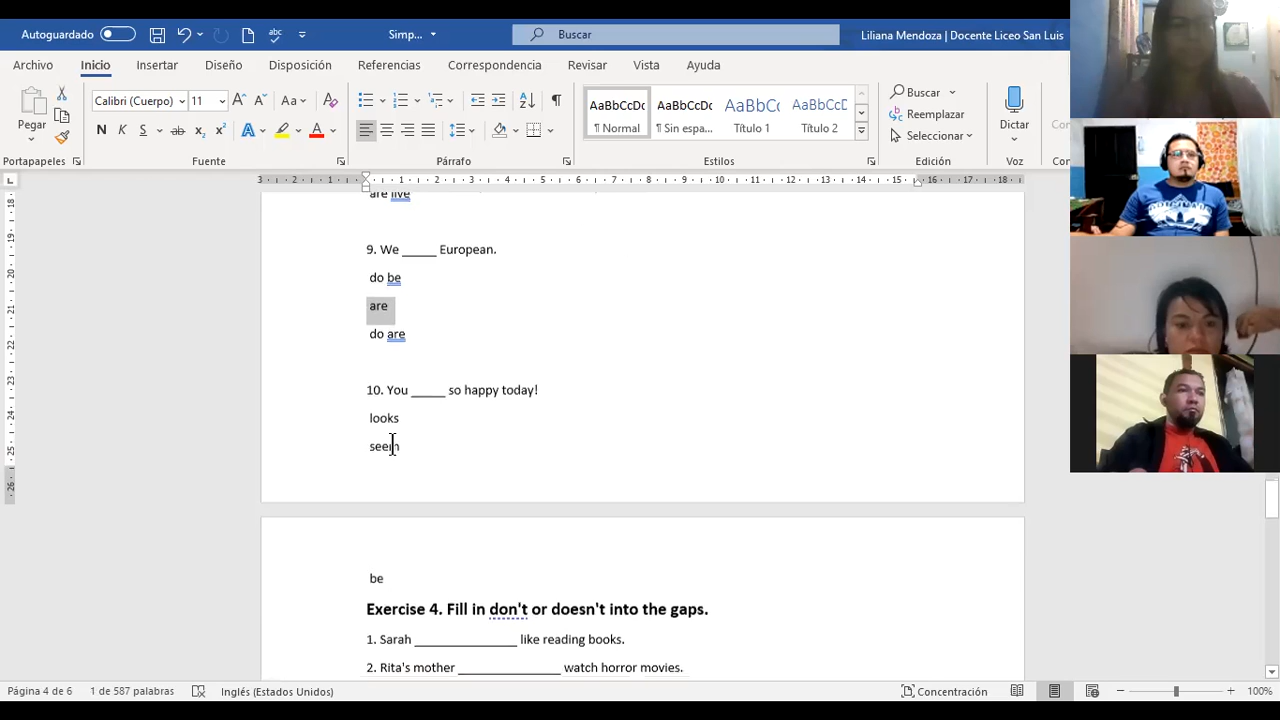 Autoguardado
Simp...
Buscar
Liliana Mendoza | Docente Liceo San Luis
Archivo Inicio Insertar Diseño Disposición Referencias Correspondencia Revisar Vista Ayuda
Pegar
Calibri (Cuerpo) 11
AaBbCcDc AaBbCcDc AaBbCc AaBbCcD
¶ Normal ¶ Sin espa... Título 1 Título 2
Buscar
Reemplazar
Seleccionar
Dictar
Portapapeles Fuente Párrafo Estilos Edición Voz
are live
9. We _____ European.
do be
are
do are
10. You _____ so happy today!
looks
seem
be
Exercise 4. Fill in don't or doesn't into the gaps.
1. Sarah _______________ like reading books.
2. Rita's mother _______________ watch horror movies.
Página 4 de 6 1 de 587 palabras Inglés (Estados Unidos) Concentración 100%